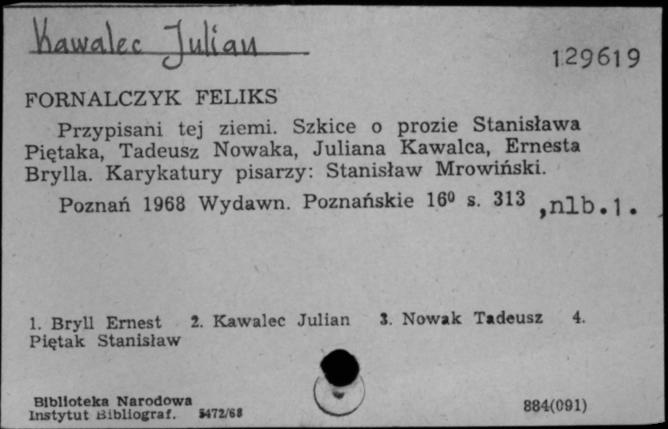 Kawalec Julian
129619
FORNALCZYK FELIKS
Przypisani tej ziemi. Szkice o prozie Stanisława
Piętaka, Tadeusz Nowaka, Juliana Kawalca, Ernesta
Brylla. Karykatury pisarzy: Stanisław Mrowiński.
Poznań 1968 Wydawn. Poznańskie 16⁰ s. 313 ,nlb.1.
1. Bryll Ernest 2. Kawalec Julian 3. Nowak Tadeusz 4.
Piętak Stanisław
Biblioteka Narodowa
Instytut Bibliograf. 5472/68
884(091)